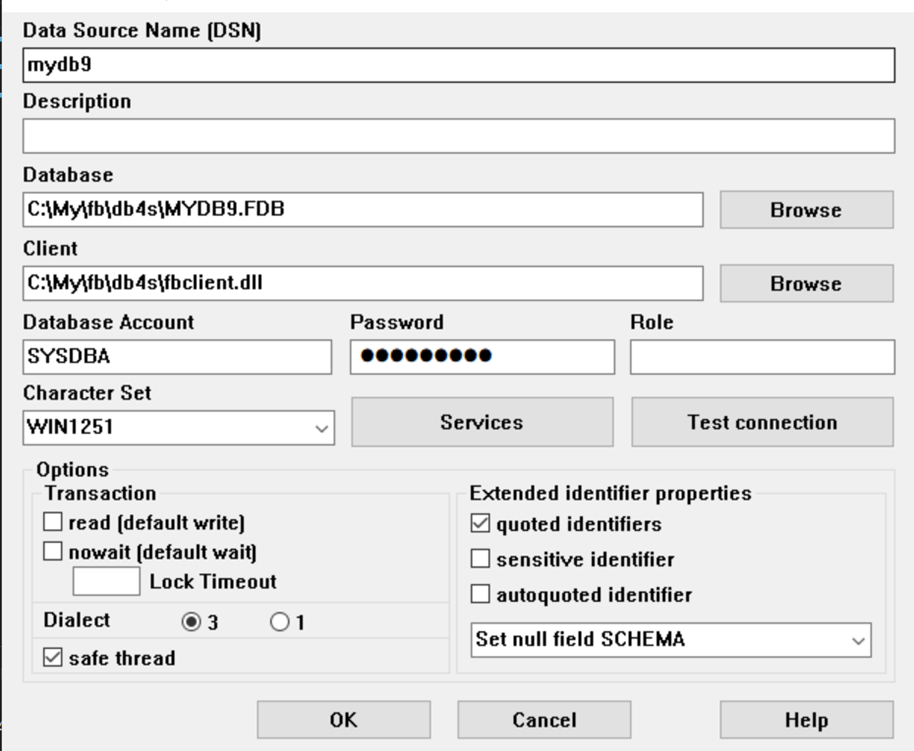 Data Source Name (DSN)
mydb9
Description
Database
C:\My\fb\db4s\MYDB9.FDB
Browse
Client
C:\My\fb\db4s\fbclient.dll
Browse
Database Account
Password
Role
SYSDBA
●●●●●●●●●
Character Set
WIN1251
Services
Test connection
Options
Transaction
read (default write)
nowait (default wait)
Lock Timeout
Dialect
3
1
safe thread
Extended identifier properties
quoted identifiers
sensitive identifier
autoquoted identifier
Set null field SCHEMA
OK
Cancel
Help